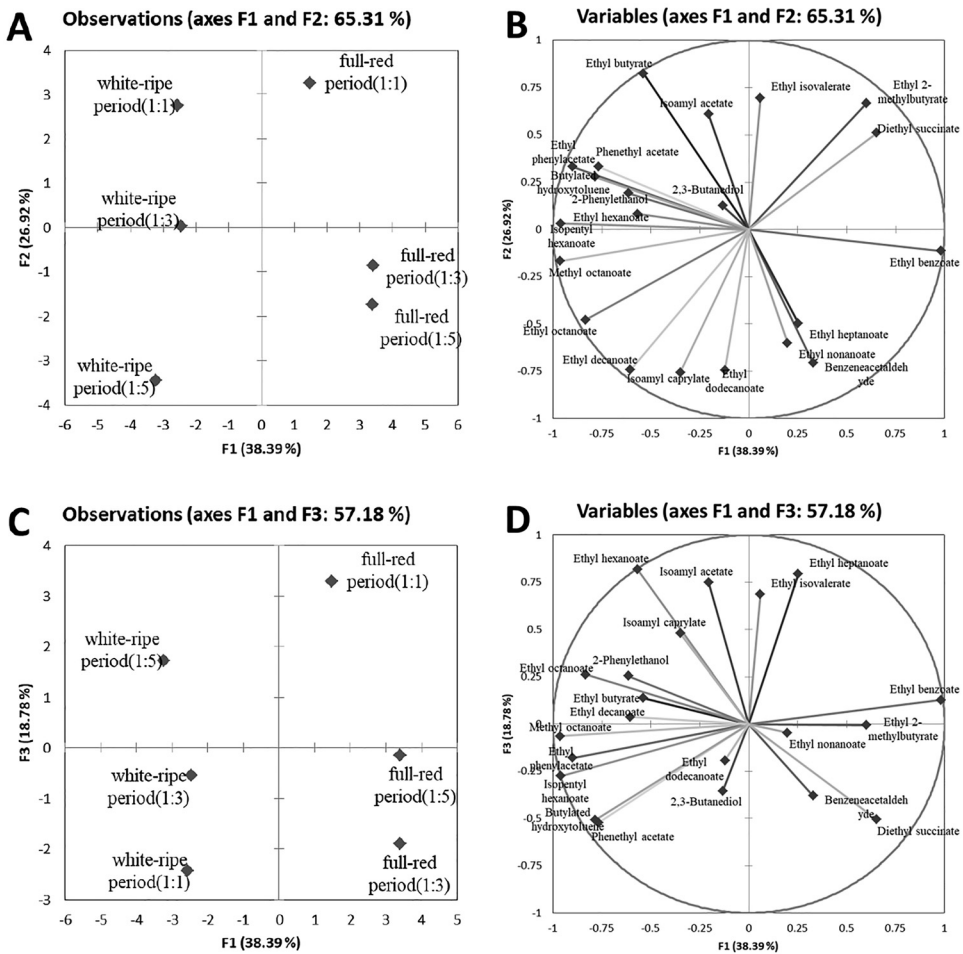 A
Observations (axes F1 and F2: 65.31 %)
4
3
2
1
0
-1
-2
-3
-4
F2 (26.92 %)
white-ripe
period(1:1)
full-red
period(1:1)
white-ripe
period(1:3)
full-red
period(1:3)
full-red
period(1:5)
white-ripe
period(1:5)
-6 -5 -4 -3 -2 -1 0 1 2 3 4 5 6
F1 (38.39 %)
B
Variables (axes F1 and F2: 65.31 %)
1
0.75
0.5
0.25
0
-0.25
-0.5
-0.75
-1
F2 (26.92 %)
Ethyl butyrate
Isoamyl acetate
Ethyl isovalerate
Ethyl 2-
methylbutyrate
Diethyl succinate
Ethyl
phenylacetate
Phenethyl acetate
Butylated
hydroxytoluene
2-Phenylethanol
2,3-Butanediol
Ethyl hexanoate
Isopentyl
hexanoate
Methyl octanoate
Ethyl benzoate
Ethyl octanoate
Ethyl heptanoate
Ethyl decanoate
Isoamyl caprylate
Ethyl
dodecanoate
Ethyl nonanoate
Benzeneacetaldeh
yde
-1 -0.75 -0.5 -0.25 0 0.25 0.5 0.75 1
F1 (38.39 %)
C
Observations (axes F1 and F3: 57.18 %)
4
3
2
1
0
-1
-2
-3
F3 (18.78%)
full-red
period(1:1)
white-ripe
period(1:5)
white-ripe
period(1:3)
full-red
period(1:5)
white-ripe
period(1:1)
full-red
period(1:3)
-6 -5 -4 -3 -2 -1 0 1 2 3 4 5
F1 (38.39 %)
D
Variables (axes F1 and F3: 57.18 %)
1
0.75
0.5
0.25
0
-0.25
-0.5
-0.75
-1
F3 (18.78 %)
Ethyl hexanoate
Isoamyl acetate
Ethyl heptanoate
Ethyl isovalerate
Isoamyl caprylate
Ethyl octanoate
2-Phenylethanol
Ethyl butyrate
Ethyl decanoate
Methyl octanoate
Ethyl benzoate
Ethyl 2-
methylbutyrate
Ethyl nonanoate
Ethyl
phenylacetate
Isopentyl
hexanoate
Ethyl
dodecanoate
2,3-Butanediol
Butylated
hydroxytoluene
Phenethyl acetate
Benzeneacetaldeh
yde
Diethyl succinate
-1 -0.75 -0.5 -0.25 0 0.25 0.5 0.75 1
F1 (38.39 %)